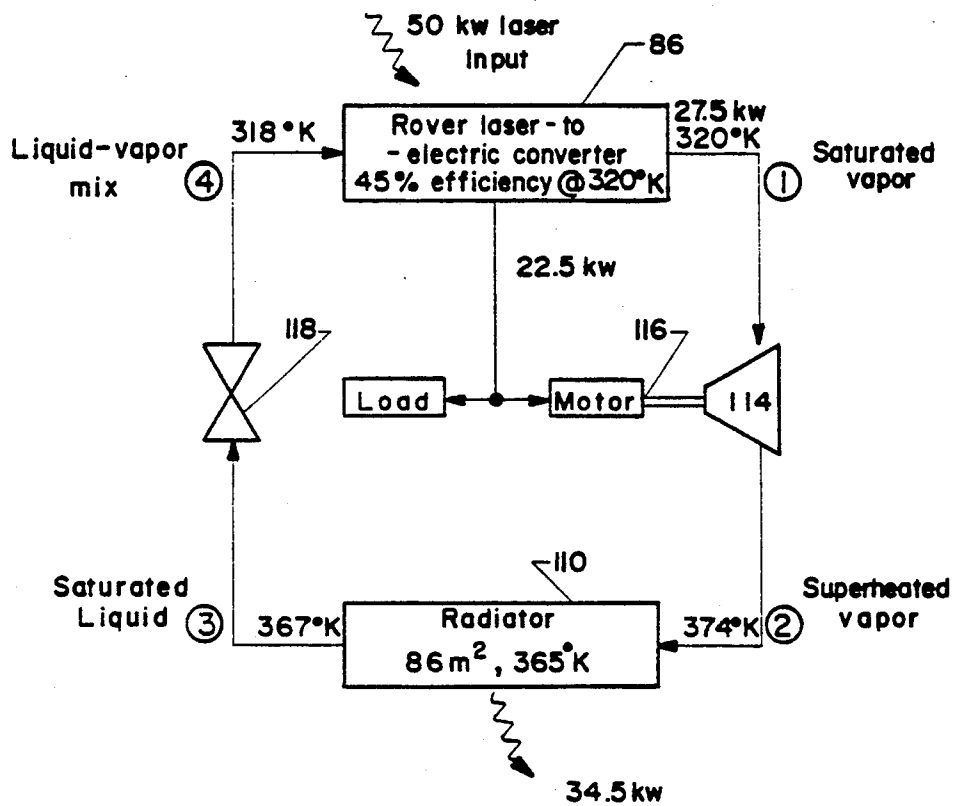 50 kw laser
input
86
Rover laser-to
-electric converter
45% efficiency @ 320°K
27.5 kw
320°K
318°K
Liquid-vapor
mix
4
1
Saturated
vapor
22.5 kw
118
116
Load
Motor
114
110
Saturated
Liquid
3
367°K
Radiator
86 m², 365°K
374°K
2
Superheated
vapor
34.5 kw